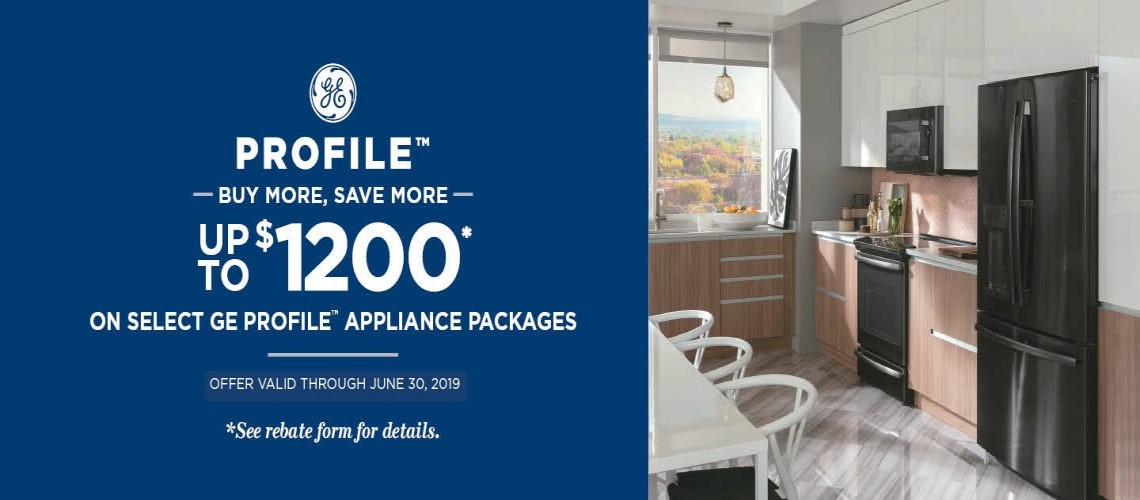 GE
PROFILE™
BUY MORE, SAVE MORE
UP TO $1200*
ON SELECT GE PROFILE™ APPLIANCE PACKAGES
OFFER VALID THROUGH JUNE 30, 2019
*See rebate form for details.